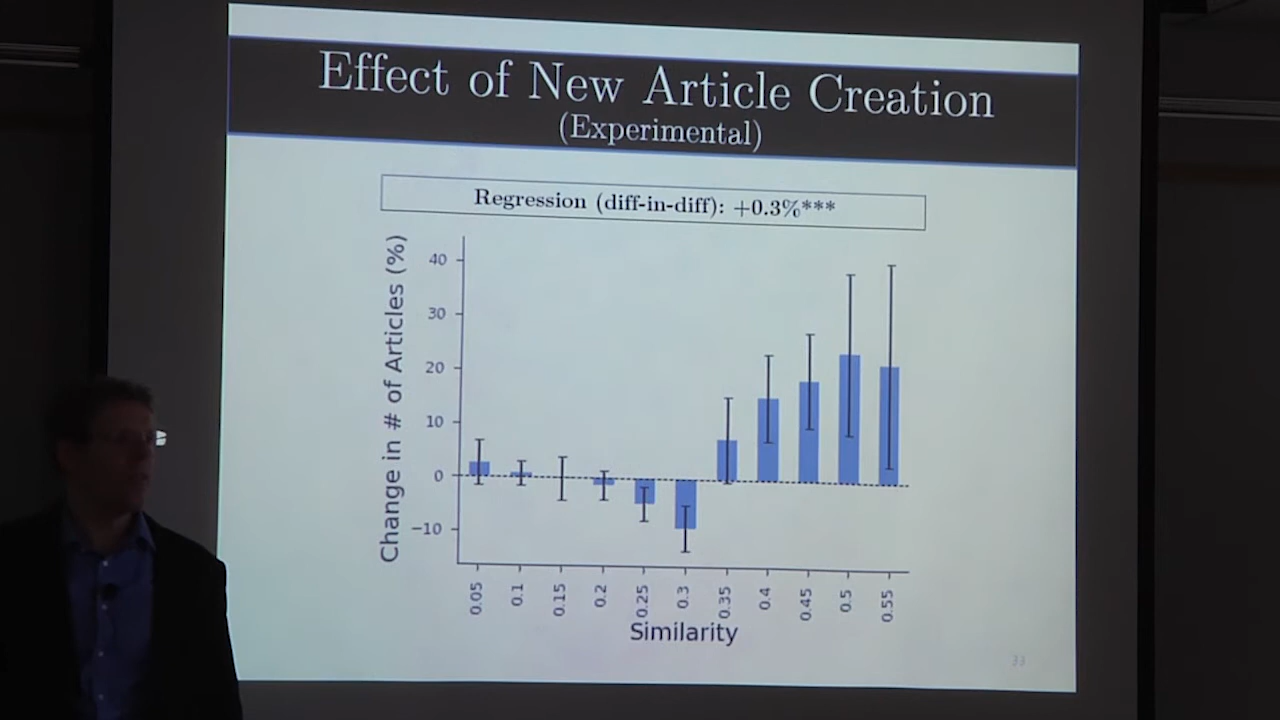 Effect of New Article Creation
(Experimental)
Regression (diff-in-diff): +0.3%***
Change in # of Articles (%)
40
30
20
10
0
−10
0.05 0.1 0.15 0.2 0.25 0.3 0.35 0.4 0.45 0.5 0.55
Similarity
33